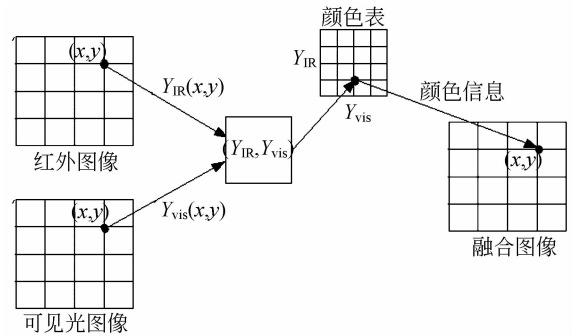 颜色表
(x,y)
Y_IR
Y_IR(x,y)
Y_vis
颜色信息
红外图像
(Y_IR,Y_vis)
(x,y)
(x,y)
Y_vis(x,y)
融合图像
可见光图像